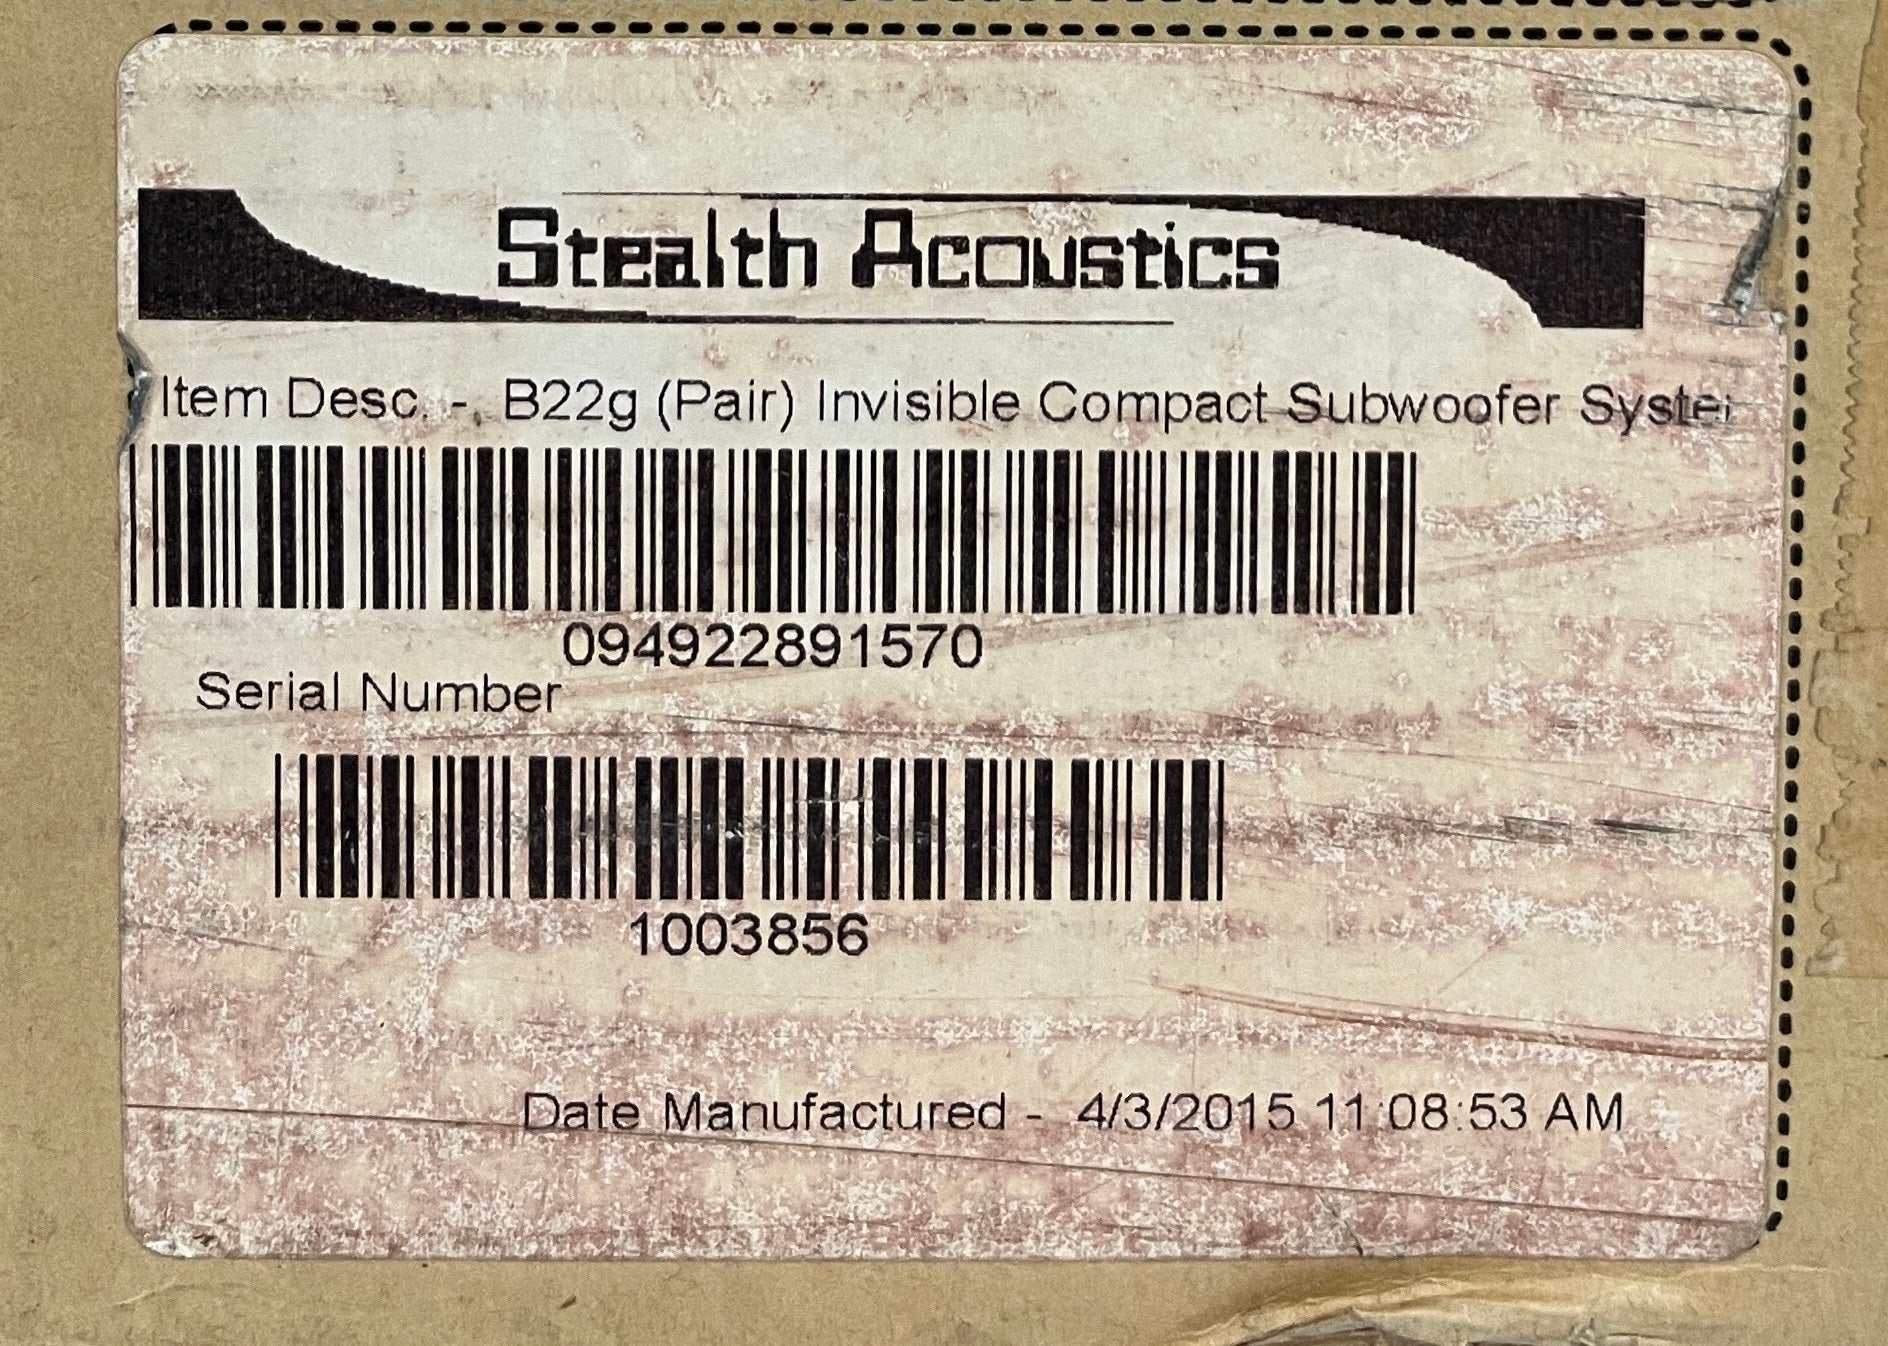 Stealth Acoustics
Item Desc. - B22g (Pair) Invisible Compact Subwoofer Syster
094922891570
Serial Number
1003856
Date Manufactured - 4/3/2015 11:08:53 AM